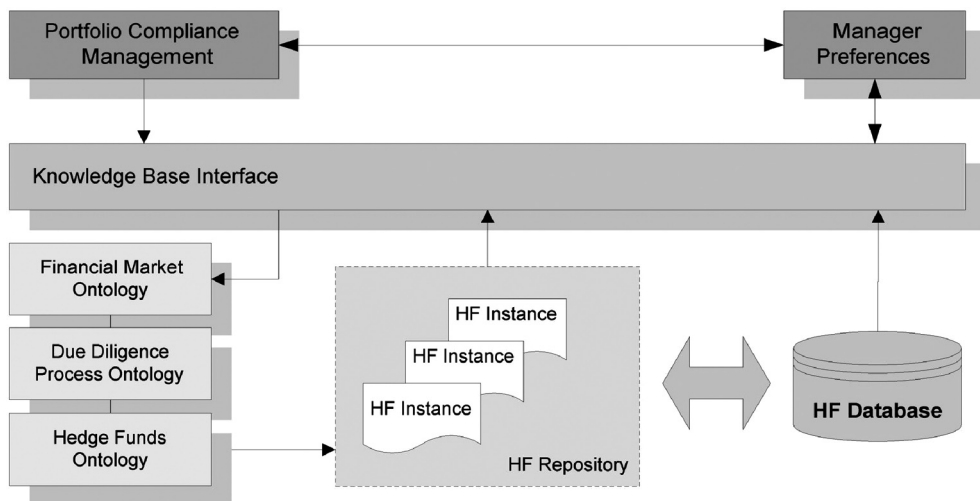 Portfolio Compliance
Management
Manager
Preferences
Knowledge Base Interface
Financial Market
Ontology
Due Diligence
Process Ontology
Hedge Funds
Ontology
HF Instance
HF Instance
HF Instance
HF Repository
HF Database